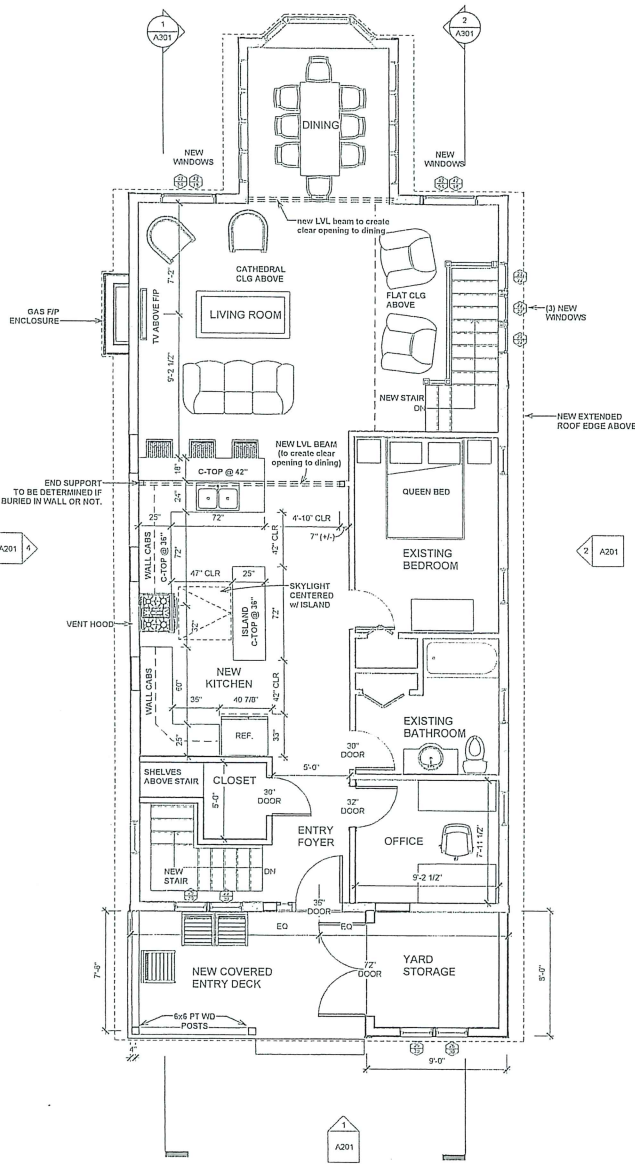 1
A301
2
A301
DINING
NEW
WINDOWS
NEW
WINDOWS
new LVL beam to create
clear opening to dining
7'-2"
CATHEDRAL
CLG ABOVE
FLAT CLG
ABOVE
GAS F/P
ENCLOSURE
TV ABOVE F/P
LIVING ROOM
(3) NEW
WINDOWS
9'-2 1/2"
NEW STAIR
DN
NEW EXTENDED
ROOF EDGE ABOVE
18"
C-TOP @ 42"
NEW LVL BEAM
(to create clear
opening to dining)
END SUPPORT
TO BE DETERMINED IF
BURIED IN WALL OR NOT.
24"
QUEEN BED
25"
72"
4'-10" CLR
7" (+/-)
A201
4
2
A201
WALL CABS
C-TOP @ 36"
72"
42" CLR
EXISTING
BEDROOM
47" CLR
25"
SKYLIGHT
CENTERED
w/ ISLAND
ISLAND
C-TOP @ 36"
72"
VENT HOOD
32"
NEW
KITCHEN
WALL CABS
60"
35"
40 7/8"
42" CLR
EXISTING
BATHROOM
25"
REF.
33"
30"
DOOR
SHELVES
ABOVE STAIR
CLOSET
5'-0"
5'-0"
30"
DOOR
32"
DOOR
ENTRY
FOYER
OFFICE
7'-11 1/2"
NEW
STAIR
DN
9'-2 1/2"
36"
DOOR
EQ
EQ
7'-6"
NEW COVERED
ENTRY DECK
72"
DOOR
YARD
STORAGE
8'-0"
6x6 PT WD
POSTS
4"
9'-0"
1
A201